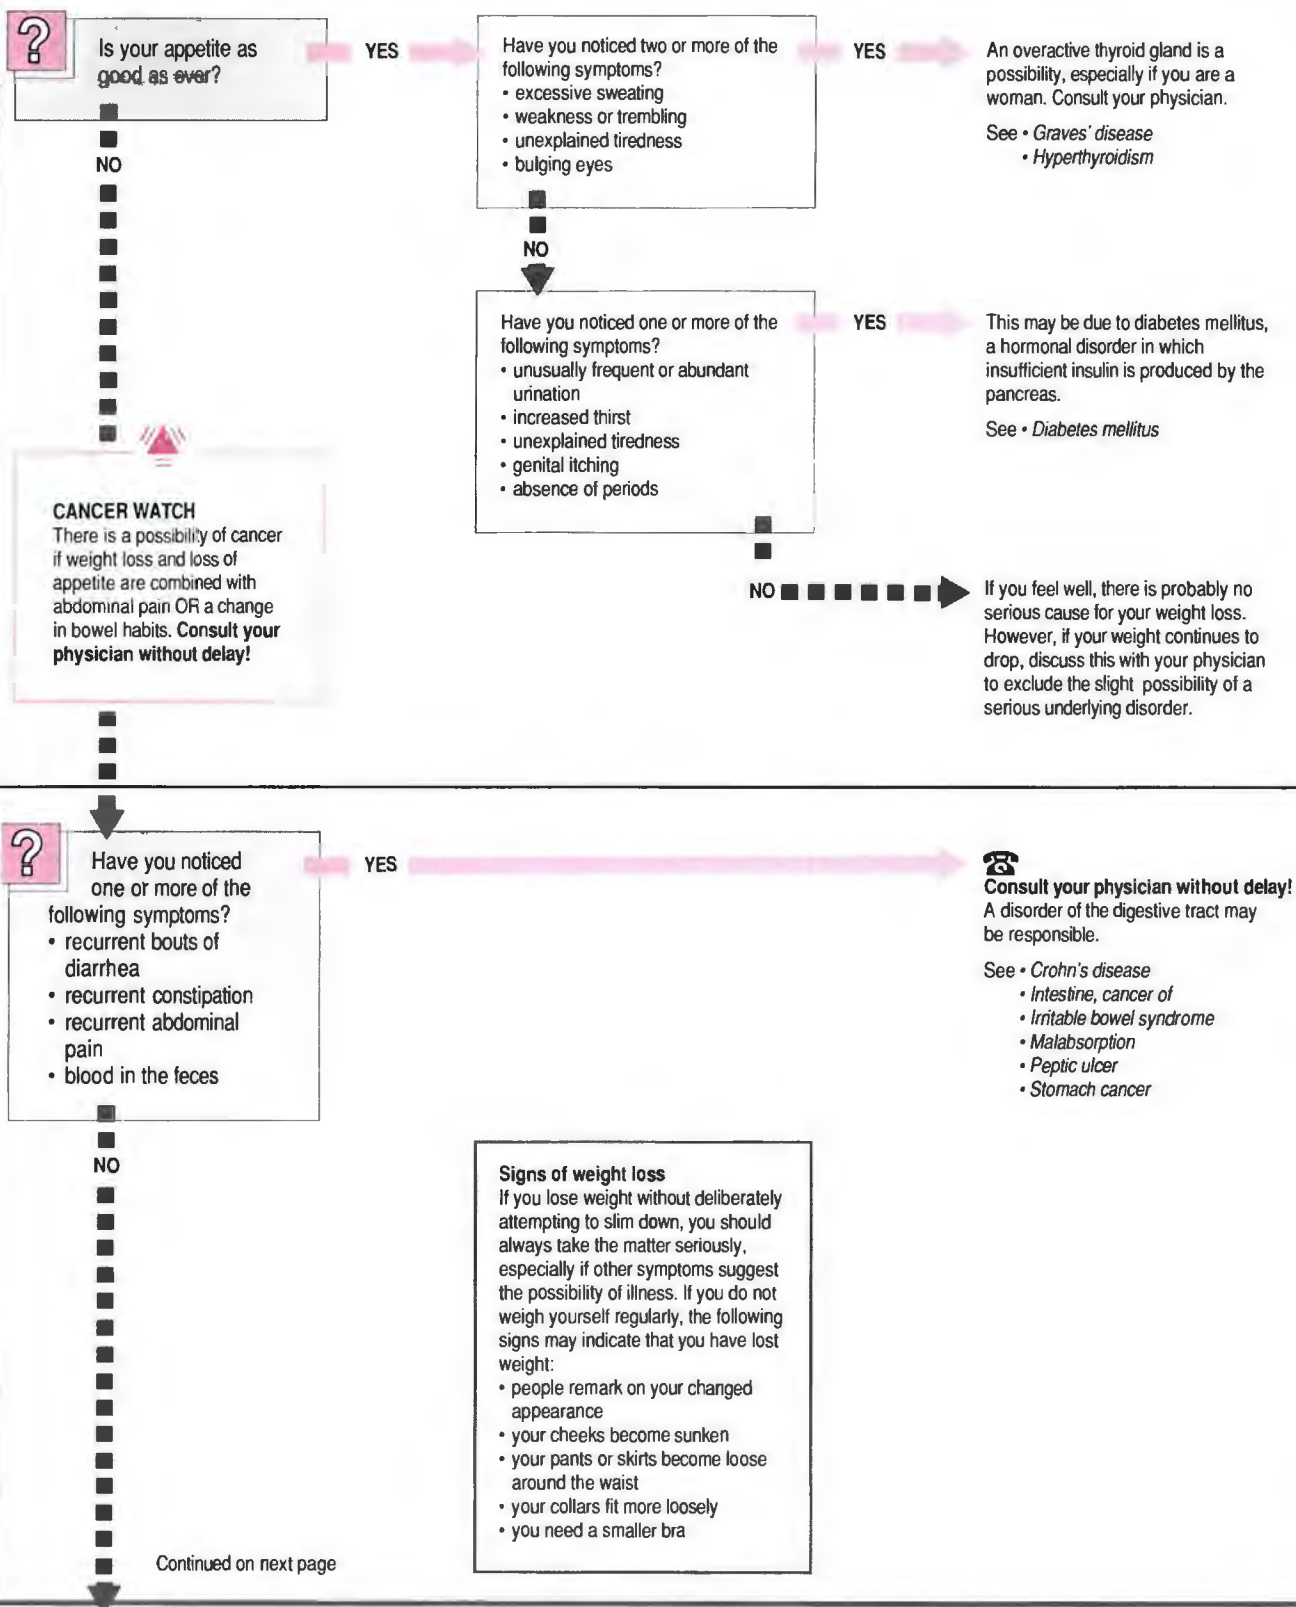 ?
Is your appetite as
good as ever?
YES
Have you noticed two or more of the
following symptoms?
• excessive sweating
• weakness or trembling
• unexplained tiredness
• bulging eyes
YES
An overactive thyroid gland is a
possibility, especially if you are a
woman. Consult your physician.
See • Graves' disease
• Hyperthyroidism
NO
NO
Have you noticed one or more of the
following symptoms?
• unusually frequent or abundant
urination
• increased thirst
• unexplained tiredness
• genital itching
• absence of periods
YES
This may be due to diabetes mellitus,
a hormonal disorder in which
insufficient insulin is produced by the
pancreas.
See • Diabetes mellitus
CANCER WATCH
There is a possibility of cancer
if weight loss and loss of
appetite are combined with
abdominal pain OR a change
in bowel habits. Consult your
physician without delay!
NO
If you feel well, there is probably no
serious cause for your weight loss.
However, if your weight continues to
drop, discuss this with your physician
to exclude the slight possibility of a
serious underlying disorder.
?
Have you noticed
one or more of the
following symptoms?
• recurrent bouts of
diarrhea
• recurrent constipation
• recurrent abdominal
pain
• blood in the feces
YES
Consult your physician without delay!
A disorder of the digestive tract may
be responsible.
See • Crohn's disease
• Intestine, cancer of
• Irritable bowel syndrome
• Malabsorption
• Peptic ulcer
• Stomach cancer
NO
Signs of weight loss
If you lose weight without deliberately
attempting to slim down, you should
always take the matter seriously,
especially if other symptoms suggest
the possibility of illness. If you do not
weigh yourself regularly, the following
signs may indicate that you have lost
weight:
• people remark on your changed
appearance
• your cheeks become sunken
• your pants or skirts become loose
around the waist
• your collars fit more loosely
• you need a smaller bra
Continued on next page